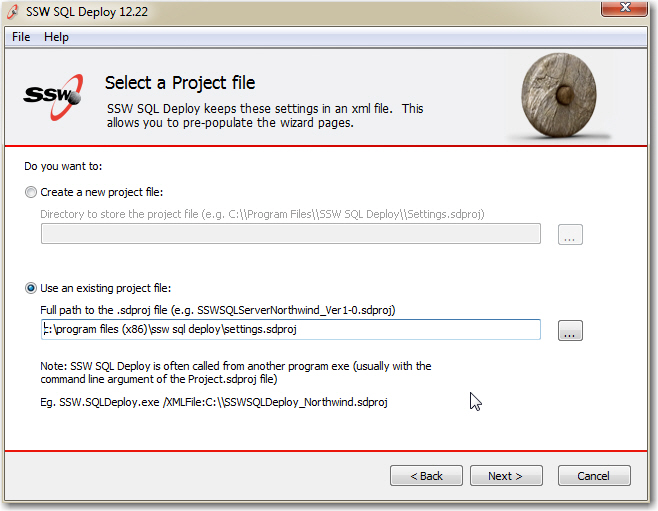 SSW SQL Deploy 12.22
File Help
SSW
Select a Project file
SSW SQL Deploy keeps these settings in an xml file. This
allows you to pre-populate the wizard pages.
Do you want to:
Create a new project file:
Directory to store the project file (e.g. C:\\Program Files\\SSW SQL Deploy\\Settings.sdproj)
...
Use an existing project file:
Full path to the .sdproj file (e.g. SSWSQLServerNorthwind_Ver1-0.sdproj)
c:\program files (x86)\ssw sql deploy\settings.sdproj
...
Note: SSW SQL Deploy is often called from another program exe (usually with the
command line argument of the Project.sdproj file)
Eg. SSW.SQLDeploy.exe /XMLFile:C:\\SSWSQLDeploy_Northwind.sdproj
< Back Next > Cancel